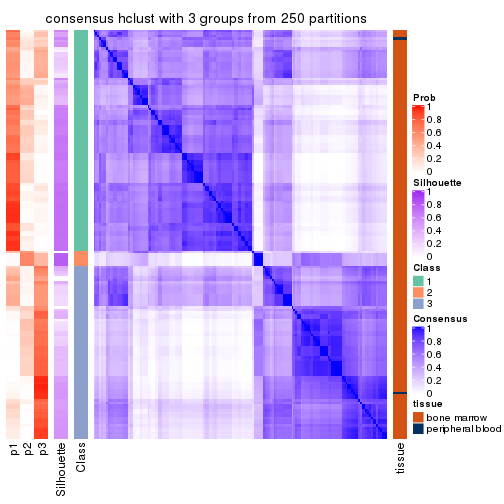 consensus hclust with 3 groups from 250 partitions
Prob
1
0.8
0.6
0.4
0.2
0
Silhouette
1
0.8
0.6
0.4
0.2
0
Class
1
2
3
Consensus
1
0.8
0.6
0.4
0.2
0
tissue
bone marrow
peripheral blood
p1
p2
p3
Silhouette
Class
tissue